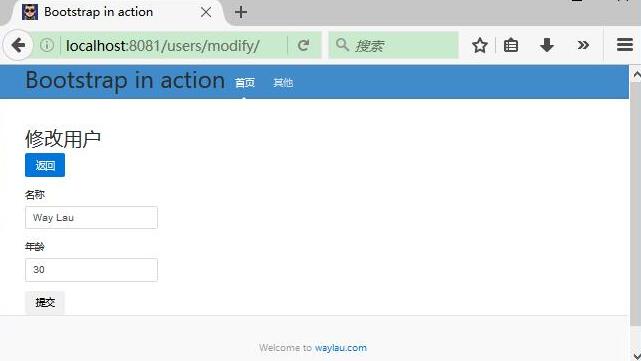 Bootstrap in action
localhost:8081/users/modify/
搜索
Bootstrap in action 首页 其他
修改用户
返回
名称
Way Lau
年龄
30
提交
Welcome to waylau.com